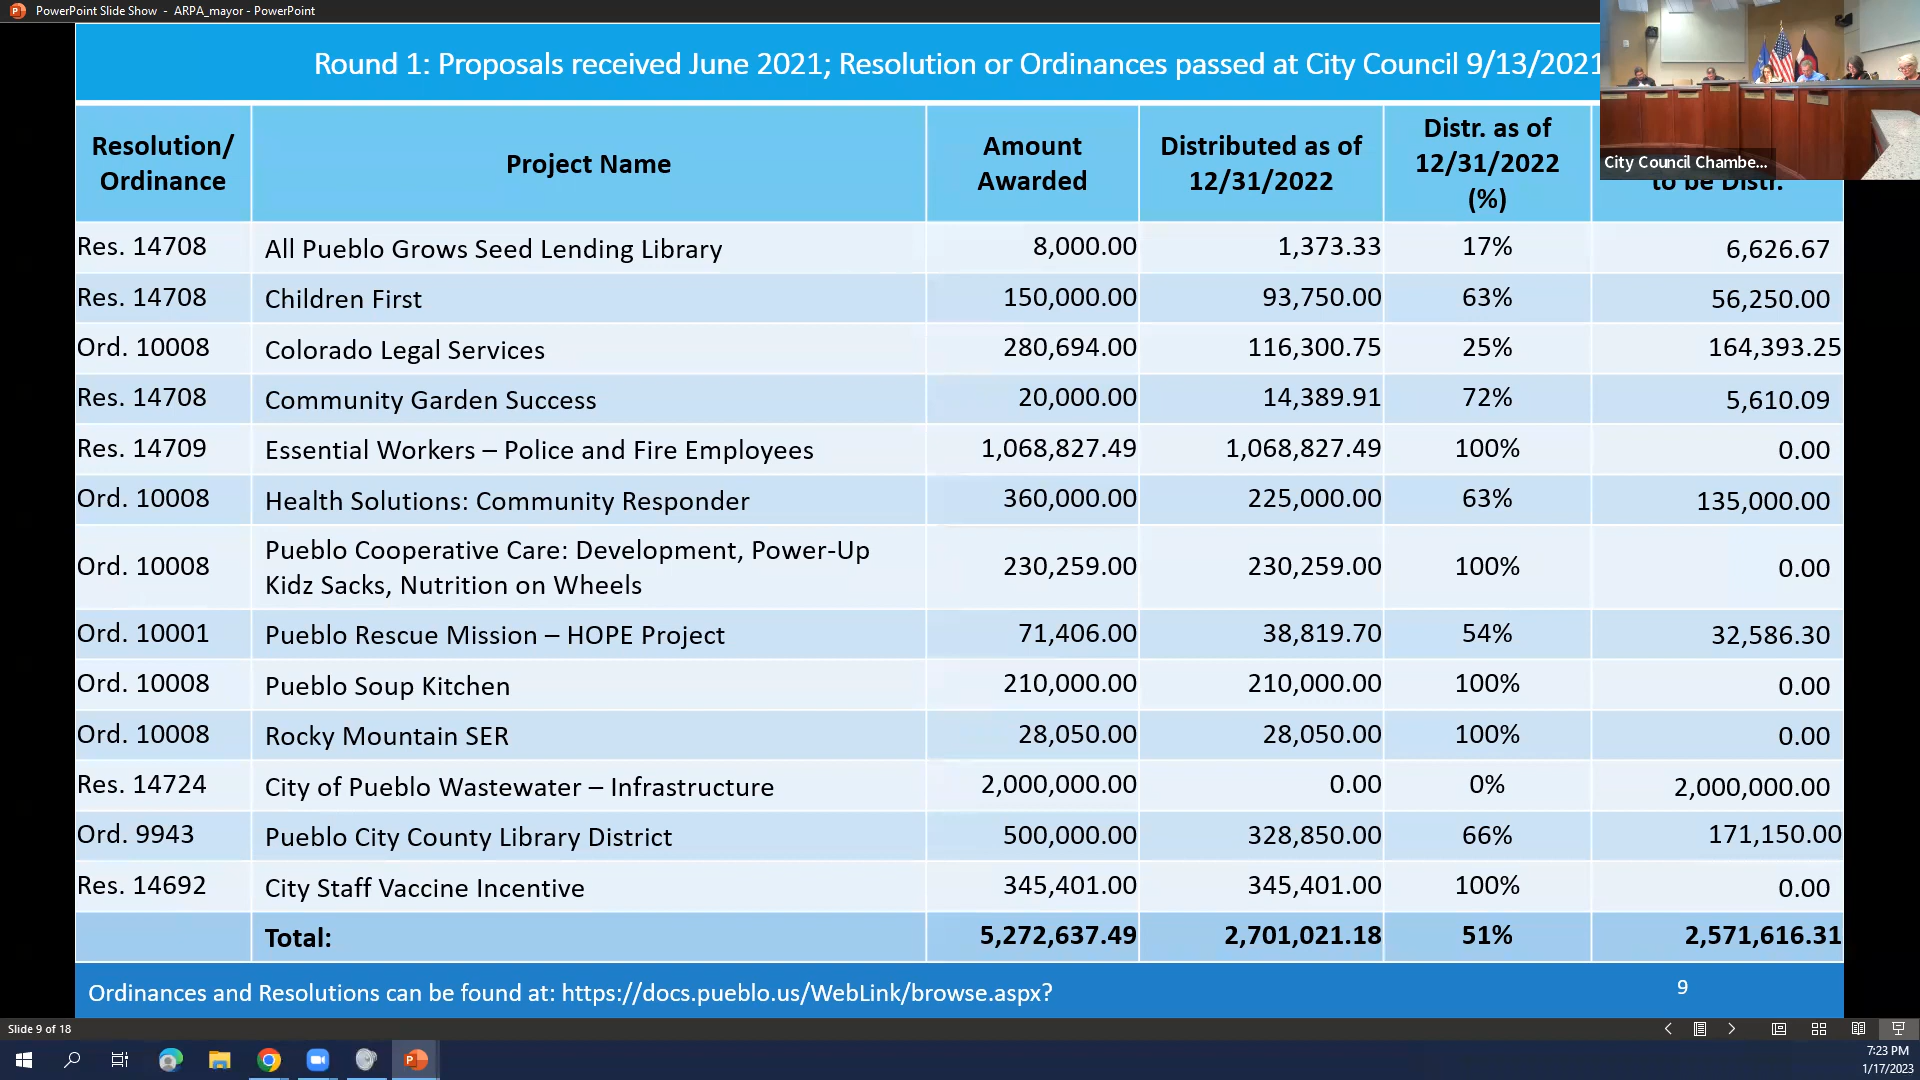 PowerPoint Slide Show - ARPA_mayor - PowerPoint
Round 1: Proposals received June 2021; Resolution or Ordinances passed at City Council 9/13/2021
City Council Chambe...
Resolution/ Ordinance Project Name Amount Awarded Distributed as of 12/31/2022 Distr. as of 12/31/2022 (%) to be Distr.
Res. 14708 All Pueblo Grows Seed Lending Library 8,000.00 1,373.33 17% 6,626.67
Res. 14708 Children First 150,000.00 93,750.00 63% 56,250.00
Ord. 10008 Colorado Legal Services 280,694.00 116,300.75 25% 164,393.25
Res. 14708 Community Garden Success 20,000.00 14,389.91 72% 5,610.09
Res. 14709 Essential Workers – Police and Fire Employees 1,068,827.49 1,068,827.49 100% 0.00
Ord. 10008 Health Solutions: Community Responder 360,000.00 225,000.00 63% 135,000.00
Ord. 10008 Pueblo Cooperative Care: Development, Power-Up
Kidz Sacks, Nutrition on Wheels 230,259.00 230,259.00 100% 0.00
Ord. 10001 Pueblo Rescue Mission – HOPE Project 71,406.00 38,819.70 54% 32,586.30
Ord. 10008 Pueblo Soup Kitchen 210,000.00 210,000.00 100% 0.00
Ord. 10008 Rocky Mountain SER 28,050.00 28,050.00 100% 0.00
Res. 14724 City of Pueblo Wastewater – Infrastructure 2,000,000.00 0.00 0% 2,000,000.00
Ord. 9943 Pueblo City County Library District 500,000.00 328,850.00 66% 171,150.00
Res. 14692 City Staff Vaccine Incentive 345,401.00 345,401.00 100% 0.00
Total: 5,272,637.49 2,701,021.18 51% 2,571,616.31
Ordinances and Resolutions can be found at: https://docs.pueblo.us/WebLink/browse.aspx? 9
Slide 9 of 18
7:23 PM
1/17/2023